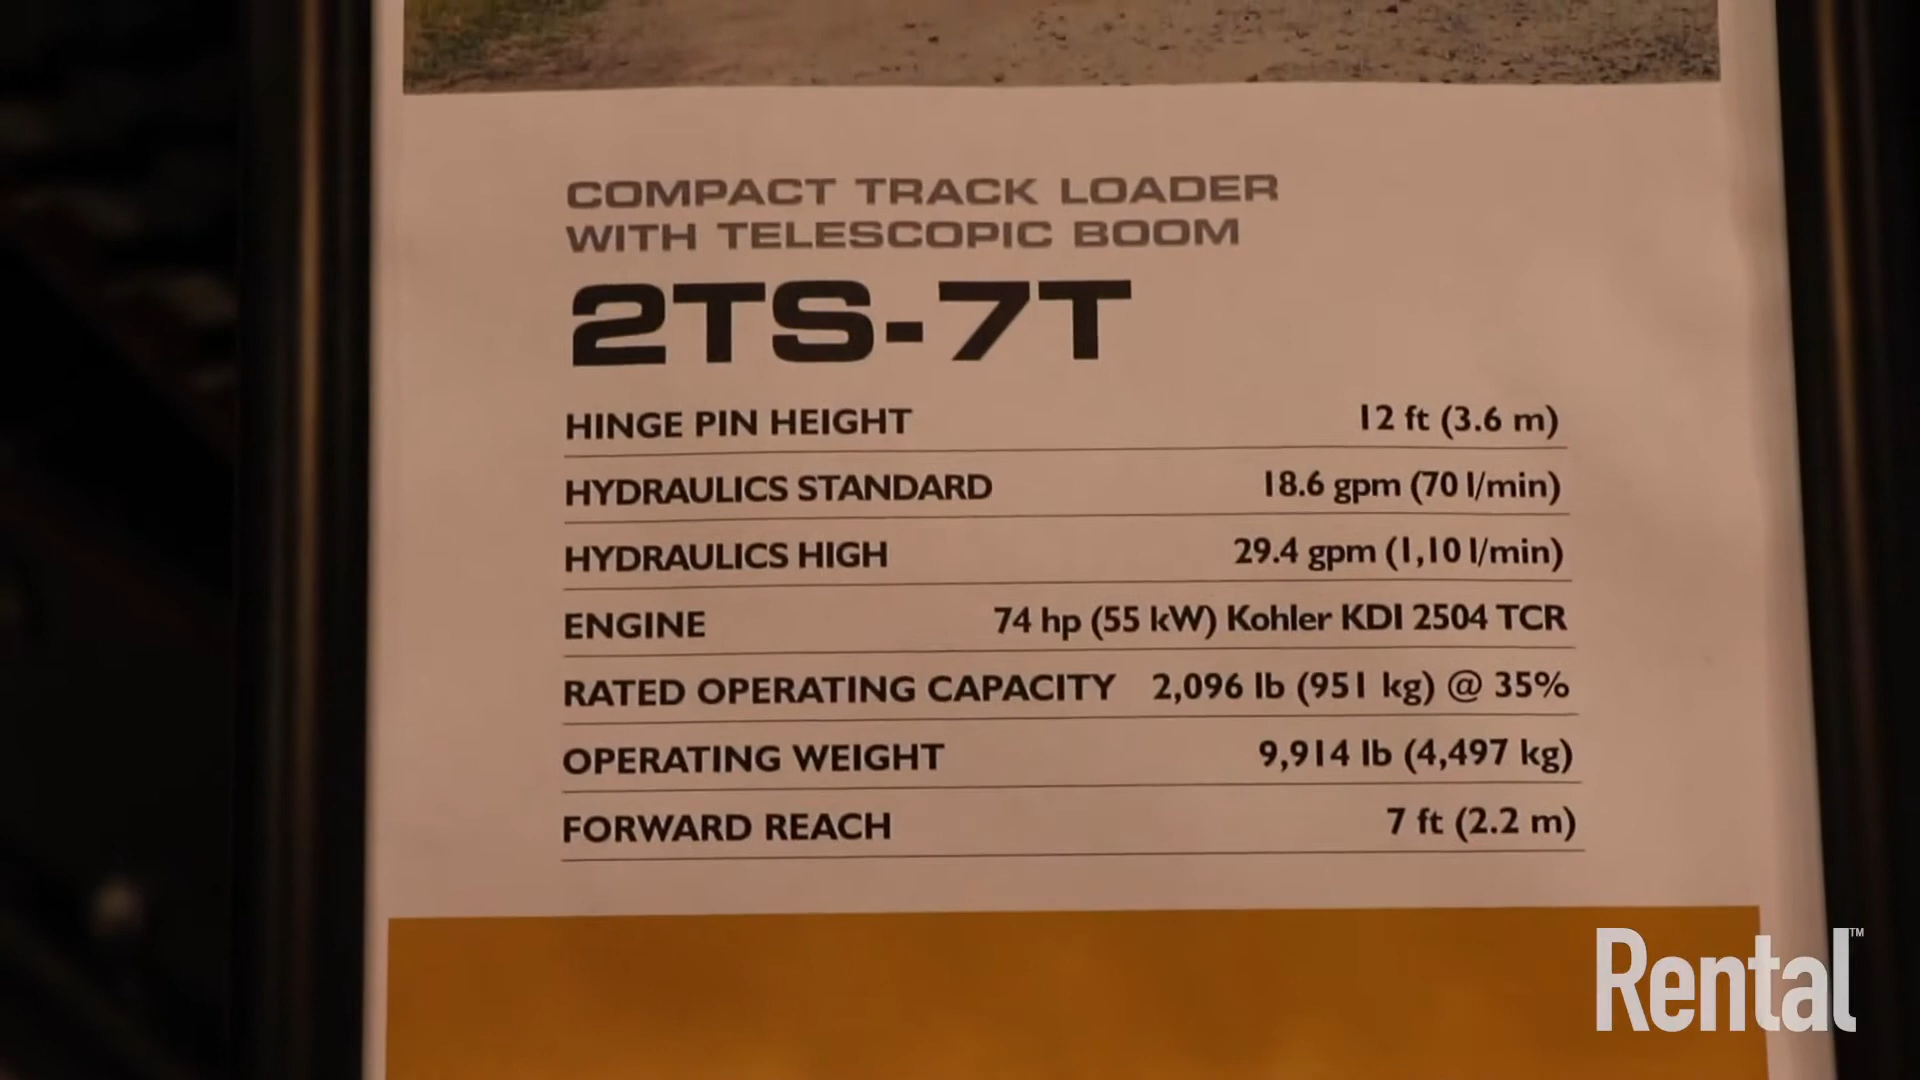 COMPACT TRACK LOADER
WITH TELESCOPIC BOOM
2TS-7T
HINGE PIN HEIGHT 12 ft (3.6 m)
HYDRAULICS STANDARD 18.6 gpm (70 l/min)
HYDRAULICS HIGH 29.4 gpm (1,10 l/min)
ENGINE 74 hp (55 kW) Kohler KDI 2504 TCR
RATED OPERATING CAPACITY 2,096 lb (951 kg) @ 35%
OPERATING WEIGHT 9,914 lb (4,497 kg)
FORWARD REACH 7 ft (2.2 m)
Rental™